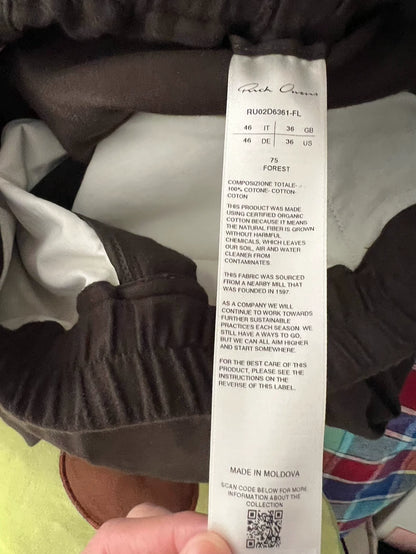 Rick Owens
RU02D6361-FL
46 IT 36 GB
46 DE 36 US
75
FOREST
COMPOSIZIONE TOTALE-
100% COTONE- COTTON-
COTON
THIS PRODUCT WAS MADE
USING CERTIFIED ORGANIC
COTTON BECAUSE IT MEANS
THE NATURAL FIBER IS GROWN
WITHOUT HARMFUL
CHEMICALS, WHICH LEAVES
OUR SOIL, AIR AND WATER
CLEANER FROM
CONTAMINATES
THIS FABRIC WAS SOURCED
FROM A NEARBY MILL THAT
WAS FOUNDED IN 1597.
AS A COMPANY WE WILL
CONTINUE TO WORK TOWARDS
FURTHER SUSTAINABLE
PRACTICES EACH SEASON. WE
STILL HAVE A WAYS TO GO,
BUT WE CAN ALL AIM HIGHER
AND START SOMEWHERE.
FOR THE BEST CARE OF THIS
PRODUCT, PLEASE SEE THE
INSTRUCTIONS ON THE
REVERSE OF THIS LABEL.
MADE IN MOLDOVA
SCAN CODE BELOW FOR MORE
INFORMATION ABOUT THE
COLLECTION